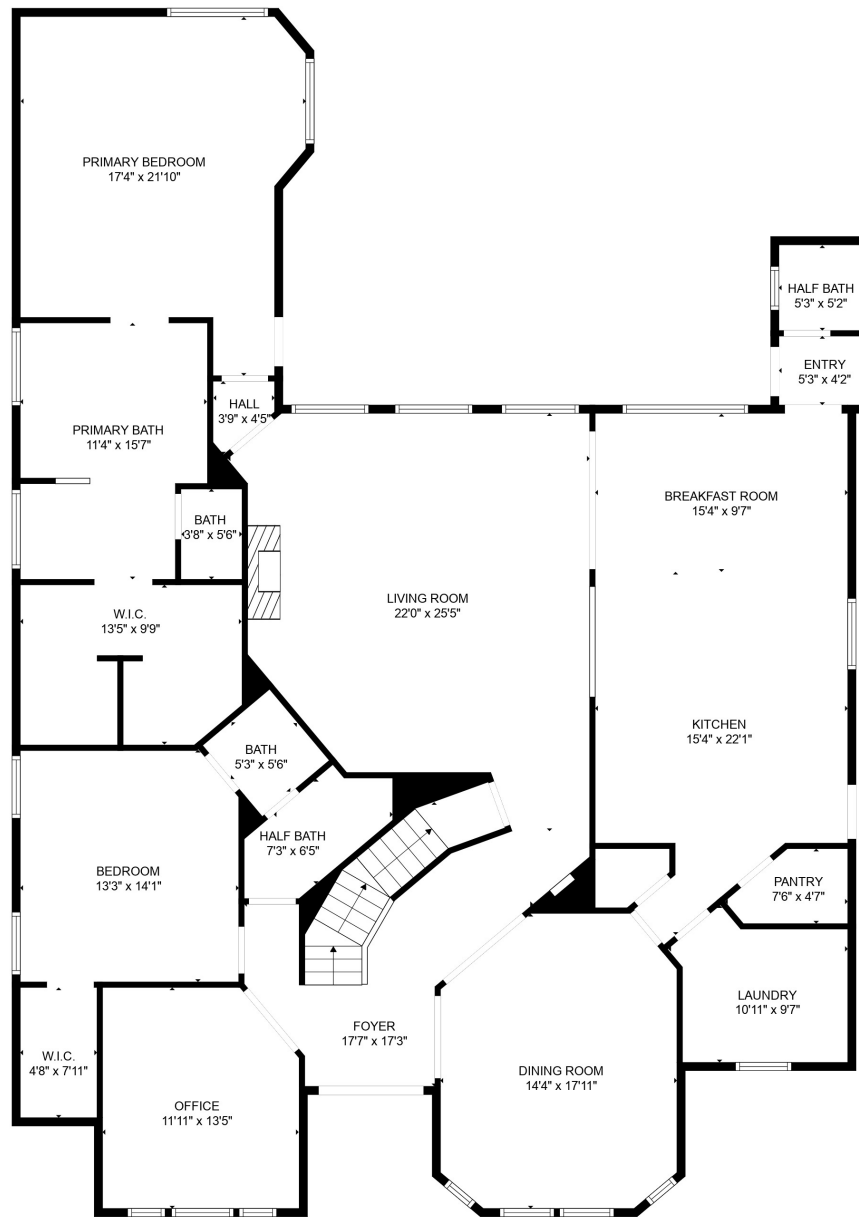 PRIMARY BEDROOM
17'4" x 21'10"
HALF BATH
5'3" x 5'2"
ENTRY
5'3" x 4'2"
HALL
3'9" x 4'5"
PRIMARY BATH
11'4" x 15'7"
BREAKFAST ROOM
15'4" x 9'7"
BATH
3'8" x 5'6"
LIVING ROOM
22'0" x 25'5"
W.I.C.
13'5" x 9'9"
KITCHEN
15'4" x 22'1"
BATH
5'3" x 5'6"
HALF BATH
7'3" x 6'5"
BEDROOM
13'3" x 14'1"
PANTRY
7'6" x 4'7"
LAUNDRY
10'11" x 9'7"
FOYER
17'7" x 17'3"
W.I.C.
4'8" x 7'11"
DINING ROOM
14'4" x 17'11"
OFFICE
11'11" x 13'5"